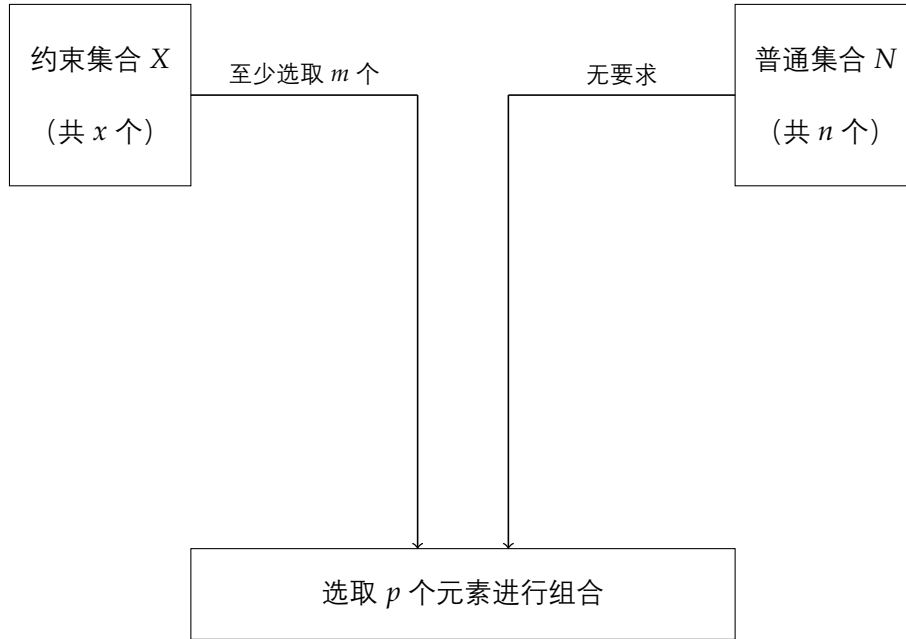 约束集合 X
（共 x 个）
至少选取 m 个
无要求
普通集合 N
（共 n 个）
选取 p 个元素进行组合